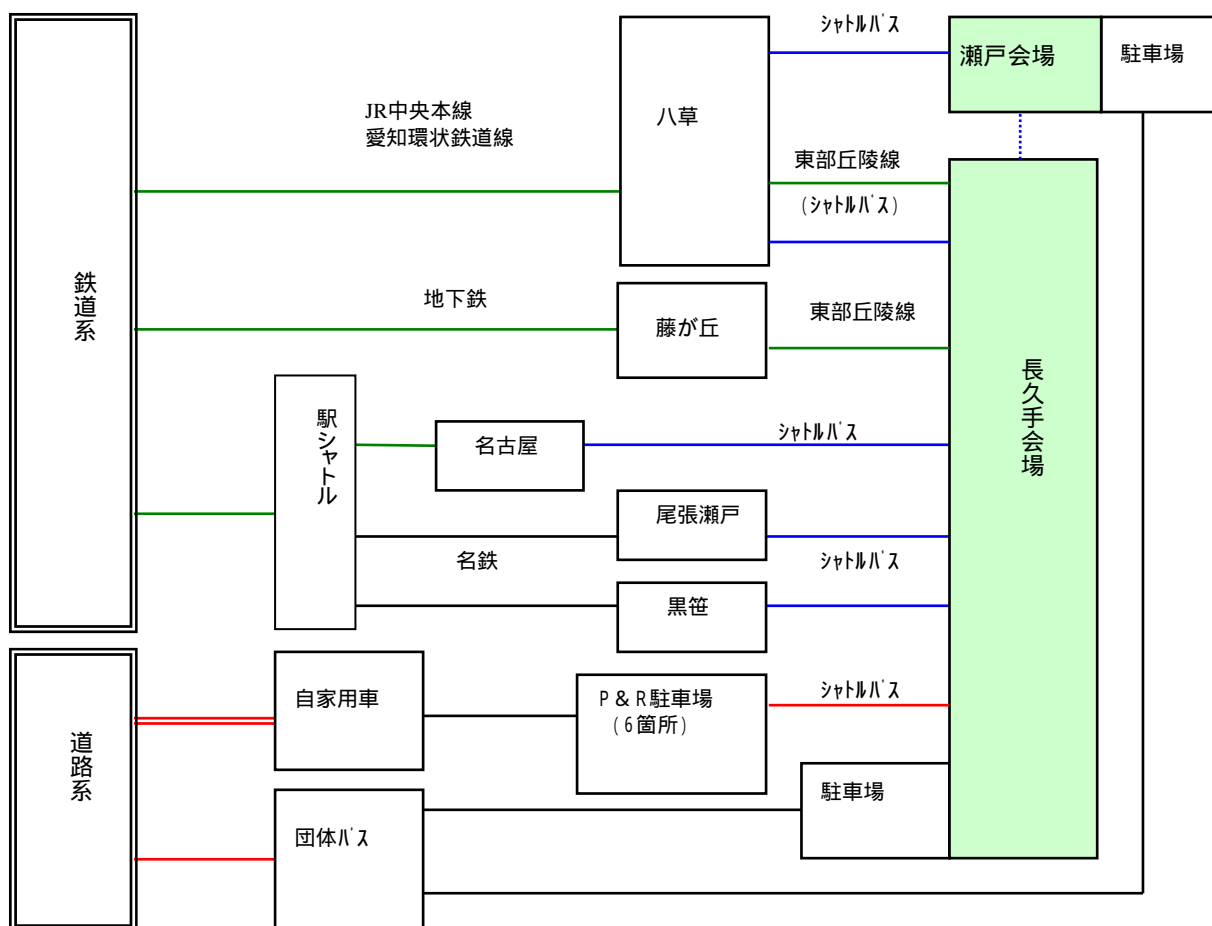 ｼｬﾄﾙﾊﾞｽ
瀬戸会場
駐車場
JR中央本線
愛知環状鉄道線
八草
東部丘陵線
(ｼｬﾄﾙﾊﾞｽ)
鉄道系
地下鉄
藤が丘
東部丘陵線
長久手会場
駅シャトル
名古屋
ｼｬﾄﾙﾊﾞｽ
尾張瀬戸
名鉄
ｼｬﾄﾙﾊﾞｽ
黒笹
道路系
自家用車
P＆R駐車場
(6箇所)
ｼｬﾄﾙﾊﾞｽ
駐車場
団体ﾊﾞｽ